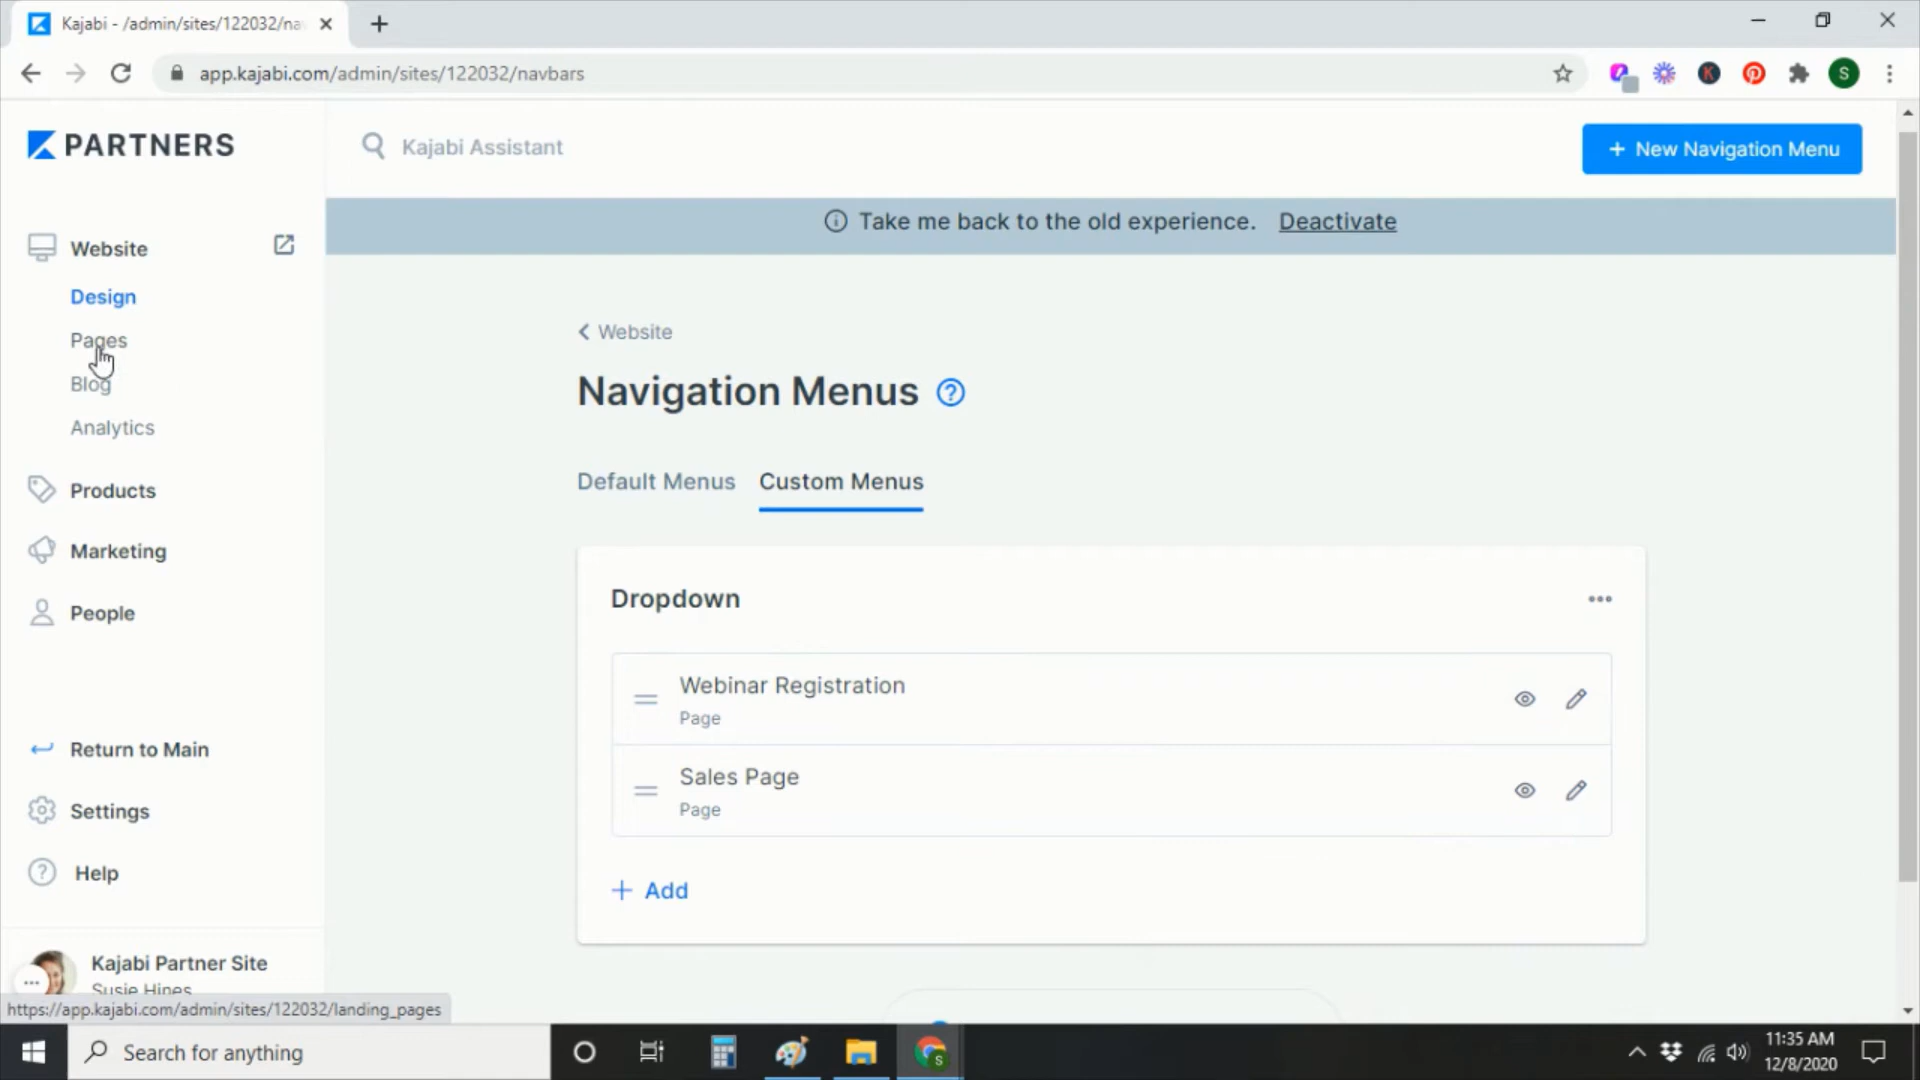 Kajabi - /admin/sites/122032/na
app.kajabi.com/admin/sites/122032/navbars
S
PARTNERS
Kajabi Assistant
+ New Navigation Menu
Take me back to the old experience. Deactivate
Website
Design
Pages
Blog
Analytics
Products
Marketing
People
Return to Main
Settings
? Help
Kajabi Partner Site
Susie Hines
https://app.kajabi.com/admin/sites/122032/landing_pages
< Website
Navigation Menus ?
Default Menus Custom Menus
Dropdown
Webinar Registration
Page
Sales Page
Page
+ Add
Search for anything
S
11:35 AM
12/8/2020